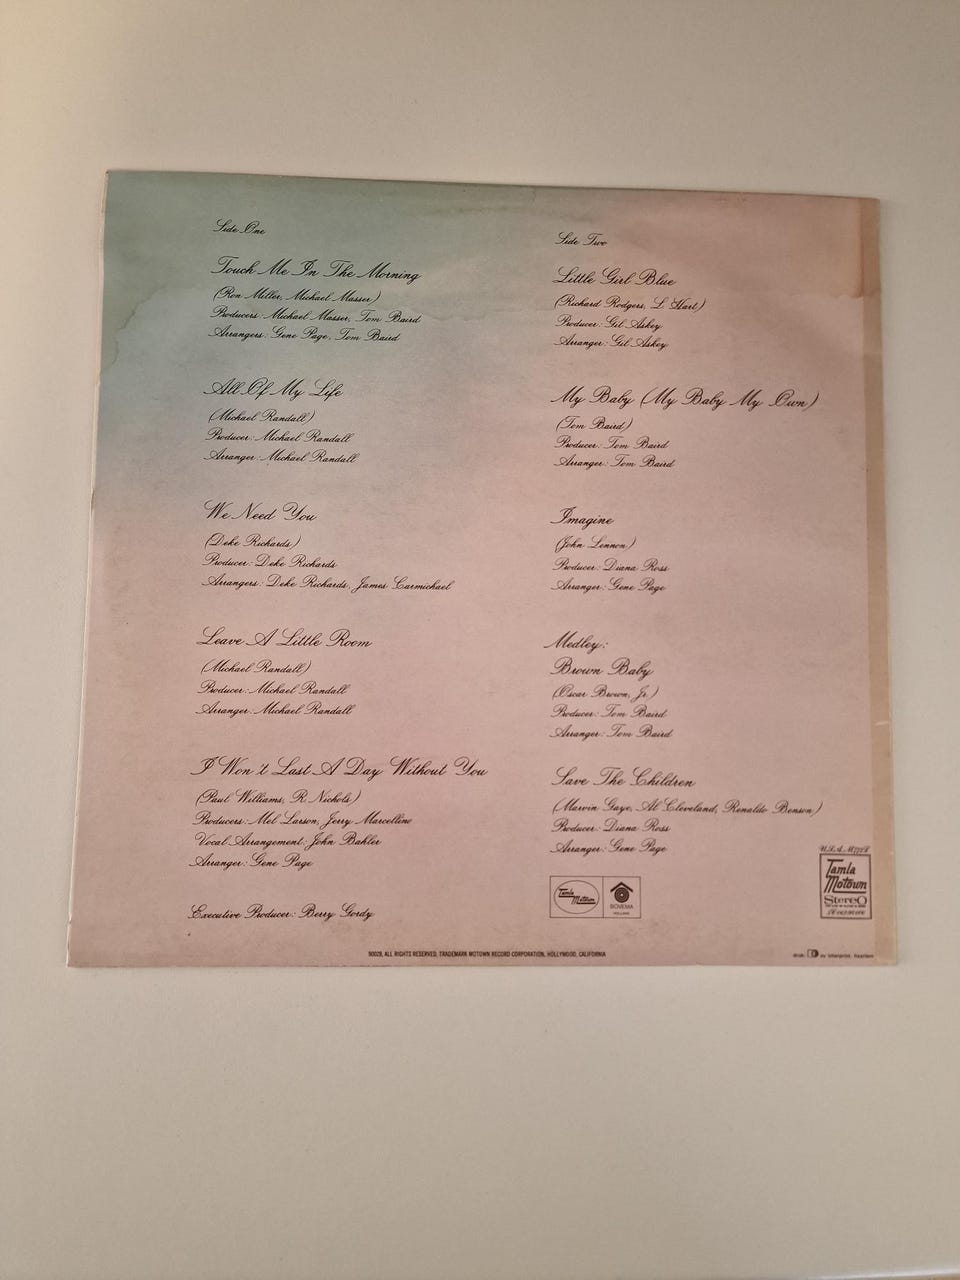 Side One
Touch Me In The Morning
(Ron Miller, Michael Masser)
Producers: Michael Masser, Tom Baird
Arrangers: Gene Page, Tom Baird
All Of My Life
(Michael Randall)
Producer: Michael Randall
Arranger: Michael Randall
We Need You
(Deke Richards)
Producer: Deke Richards
Arrangers: Deke Richards, James Carmichael
Leave A Little Room
(Michael Randall)
Producer: Michael Randall
Arranger: Michael Randall
I Won't Last A Day Without You
(Paul Williams, R. Nichols)
Producers: Mel Larson, Jerry Marcellino
Vocal Arrangement: John Bahler
Arranger: Gene Page
Executive Producer: Berry Gordy
Side Two
Little Girl Blue
(Richard Rodgers, L. Hart)
Producer: Gil Askey
Arranger: Gil Askey
My Baby (My Baby My Own)
(Tom Baird)
Producer: Tom Baird
Arranger: Tom Baird
Imagine
(John Lennon)
Producer: Diana Ross
Arranger: Gene Page
Medley:
Brown Baby
(Oscar Brown, Jr.)
Producer: Tom Baird
Arranger: Tom Baird
Save The Children
(Marvin Gaye, Al Cleveland, Renaldo Benson)
Producer: Diana Ross
Arranger: Gene Page
Tamla
Motown
BOVEMA
HOLLAND
Tamla
Motown
Stereo
90028, ALL RIGHTS RESERVED, TRADEMARK MOTOWN RECORD CORPORATION, HOLLYWOOD, CALIFORNIA
druk: nv interprint, haarlem